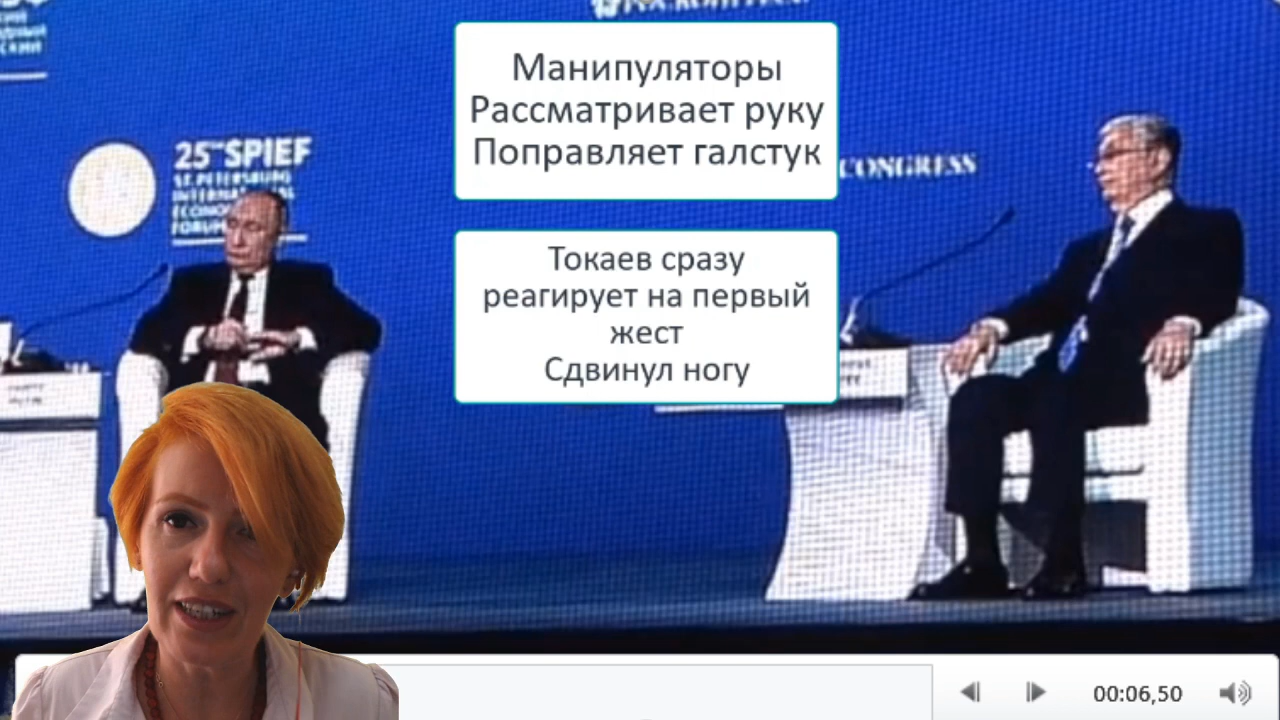 Манипуляторы
Рассматривает руку
Поправляет галстук
25TH SPIEF
ST. PETERSBURG
INTERNATIONAL
FORUM
CONGRESS
Токаев сразу
реагирует на первый
жест
Сдвинул ногу
00:06,50